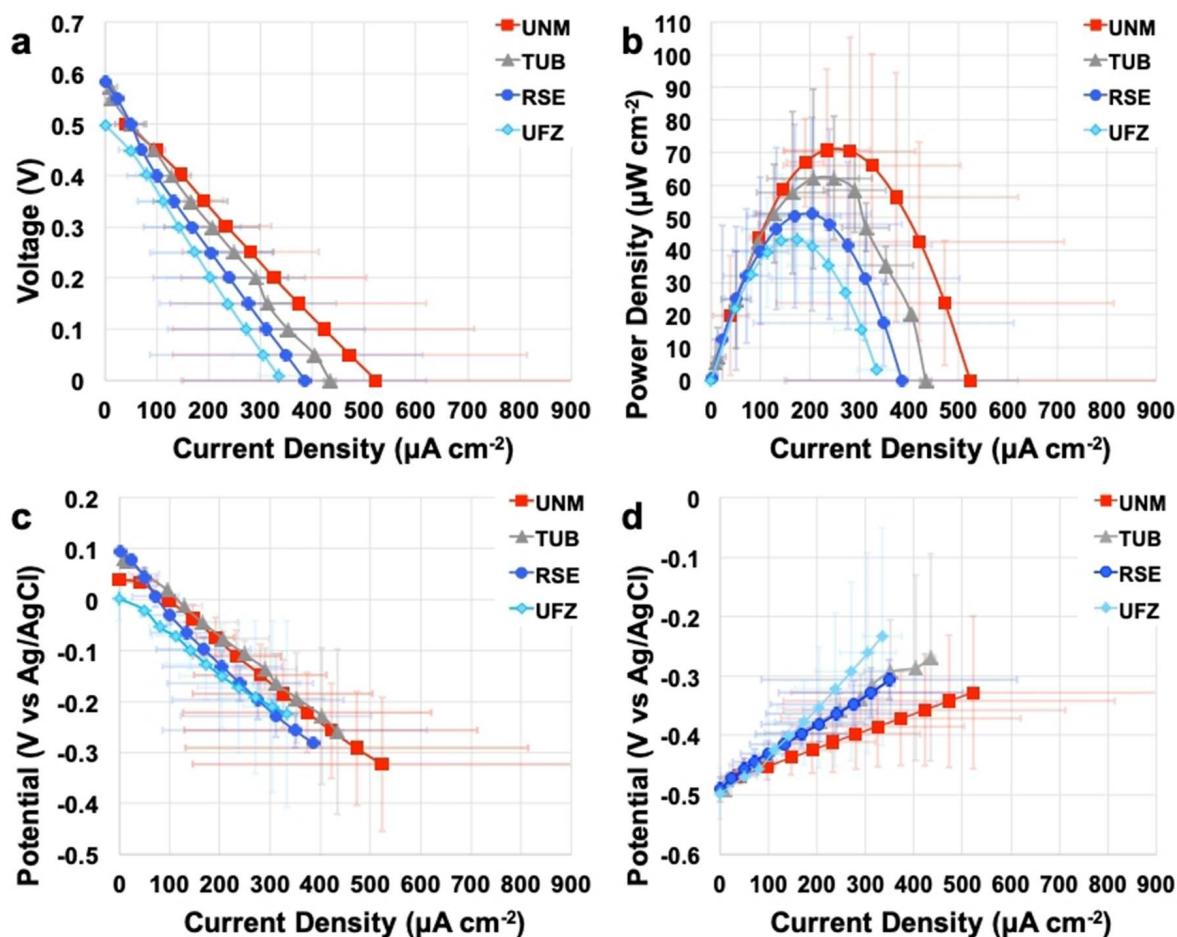 a
Voltage (V)
0.7
0.6
0.5
0.4
0.3
0.2
0.1
0
0 100 200 300 400 500 600 700 800 900
Current Density (µA cm-2)
UNM
TUB
RSE
UFZ
b
Power Density (µW cm-2)
110
100
90
80
70
60
50
40
30
20
10
0
0 100 200 300 400 500 600 700 800 900
Current Density (µA cm-2)
UNM
TUB
RSE
UFZ
c
Potential (V vs Ag/AgCl)
0.2
0.1
0
-0.1
-0.2
-0.3
-0.4
-0.5
0 100 200 300 400 500 600 700 800 900
Current Density (µA cm-2)
UNM
TUB
RSE
UFZ
d
Potential (V vs Ag/AgCl)
0
-0.1
-0.2
-0.3
-0.4
-0.5
-0.6
0 100 200 300 400 500 600 700 800 900
Current Density (µA cm-2)
UNM
TUB
RSE
UFZ